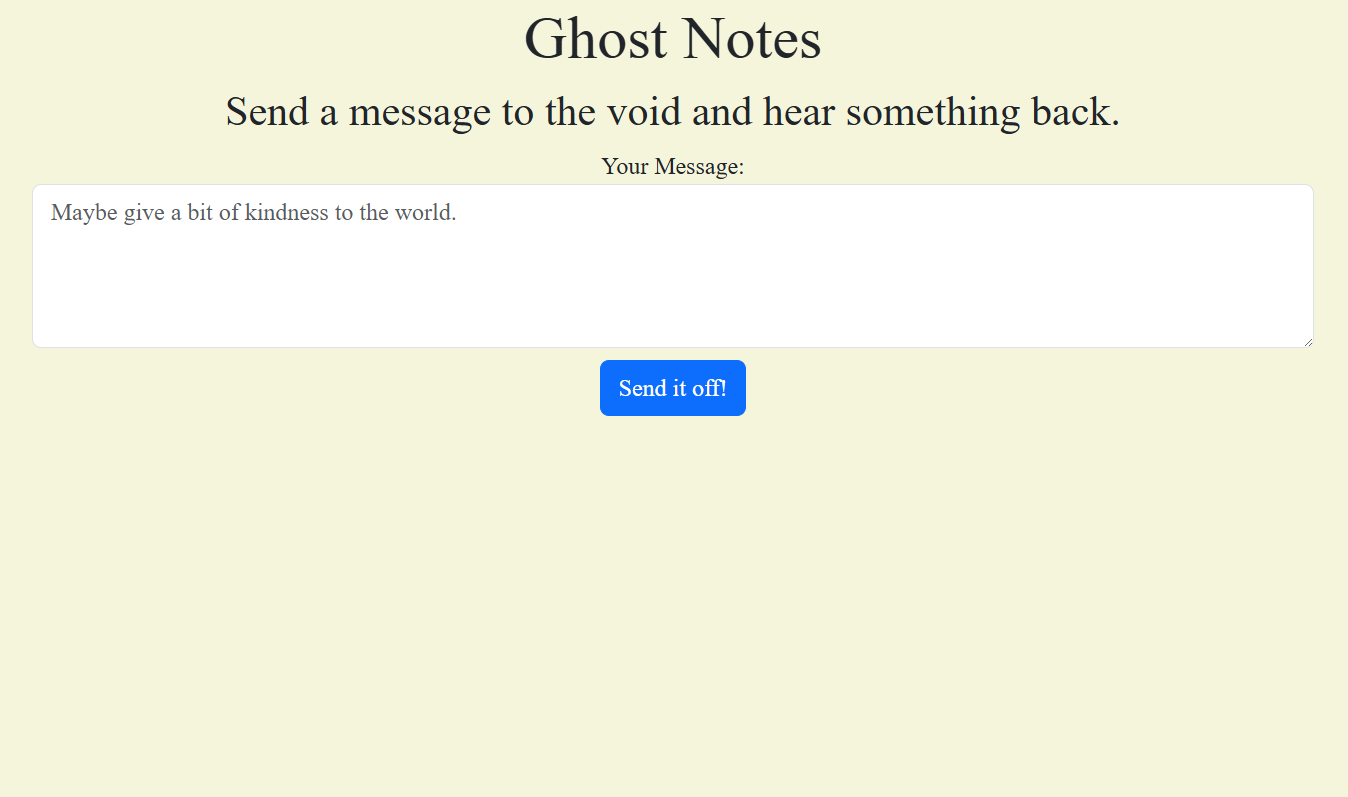 Ghost Notes
Send a message to the void and hear something back.
Your Message:
Maybe give a bit of kindness to the world.
Send it off!